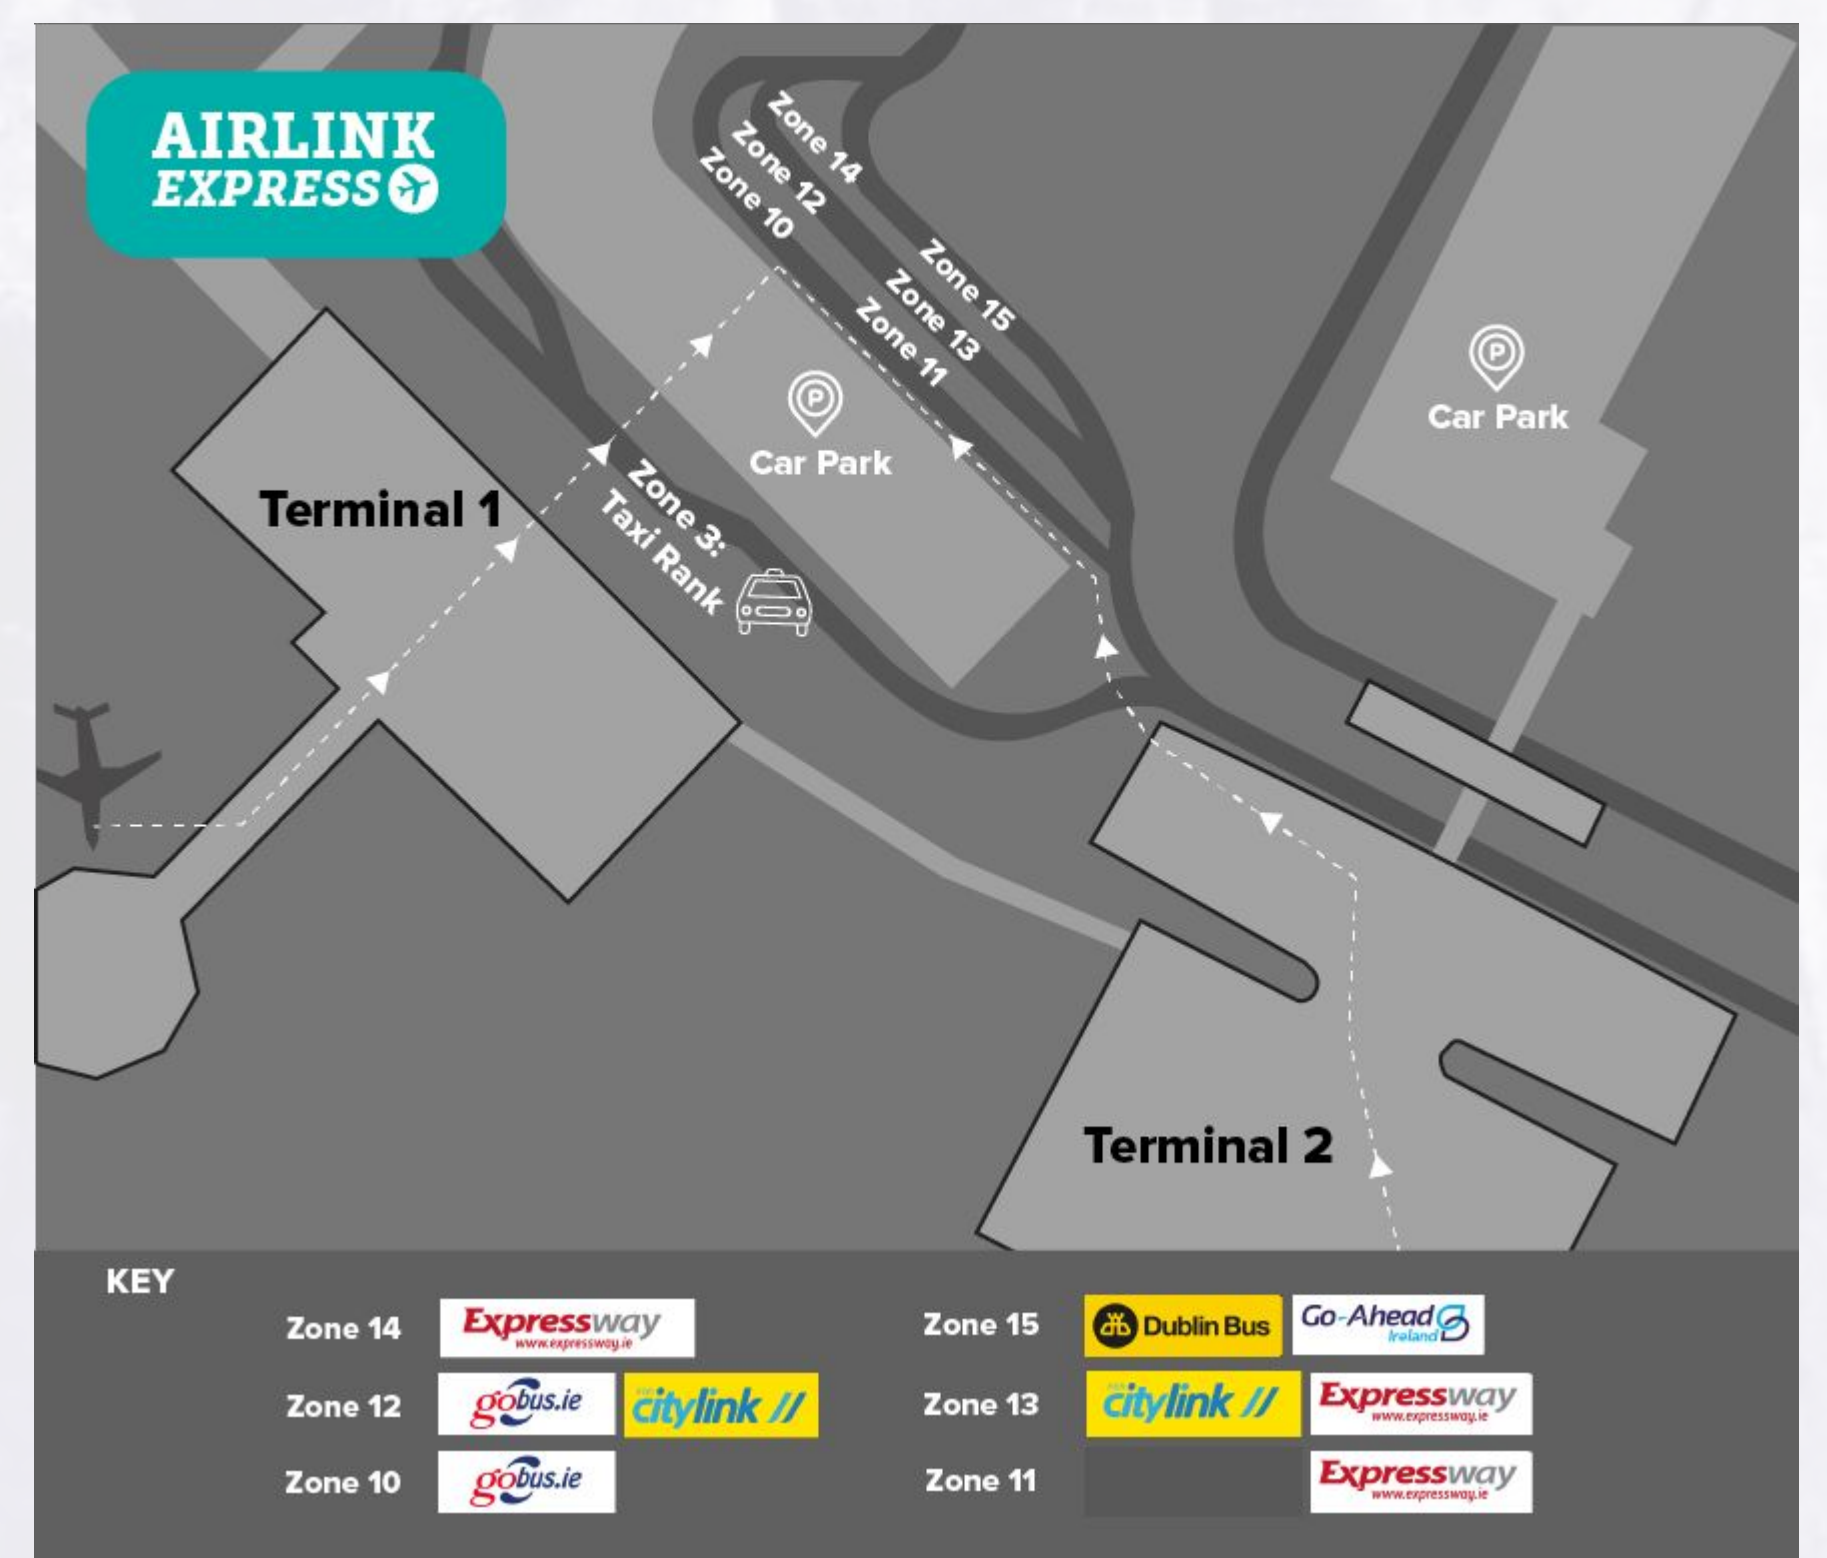 AIRLINK
EXPRESS
Zone 14
Zone 12
Zone 10
Zone 15
Zone 13
Zone 11
P
Car Park
P
Car Park
Zone 3:
Taxi Rank
Terminal 1
Terminal 2
KEY
Zone 14
Expressway
www.expressway.ie
Zone 15
Dublin Bus
Go-Ahead
Ireland
Zone 12
gobus.ie
citylink //
Zone 13
citylink //
Expressway
www.expressway.ie
Zone 10
gobus.ie
Zone 11
Expressway
www.expressway.ie